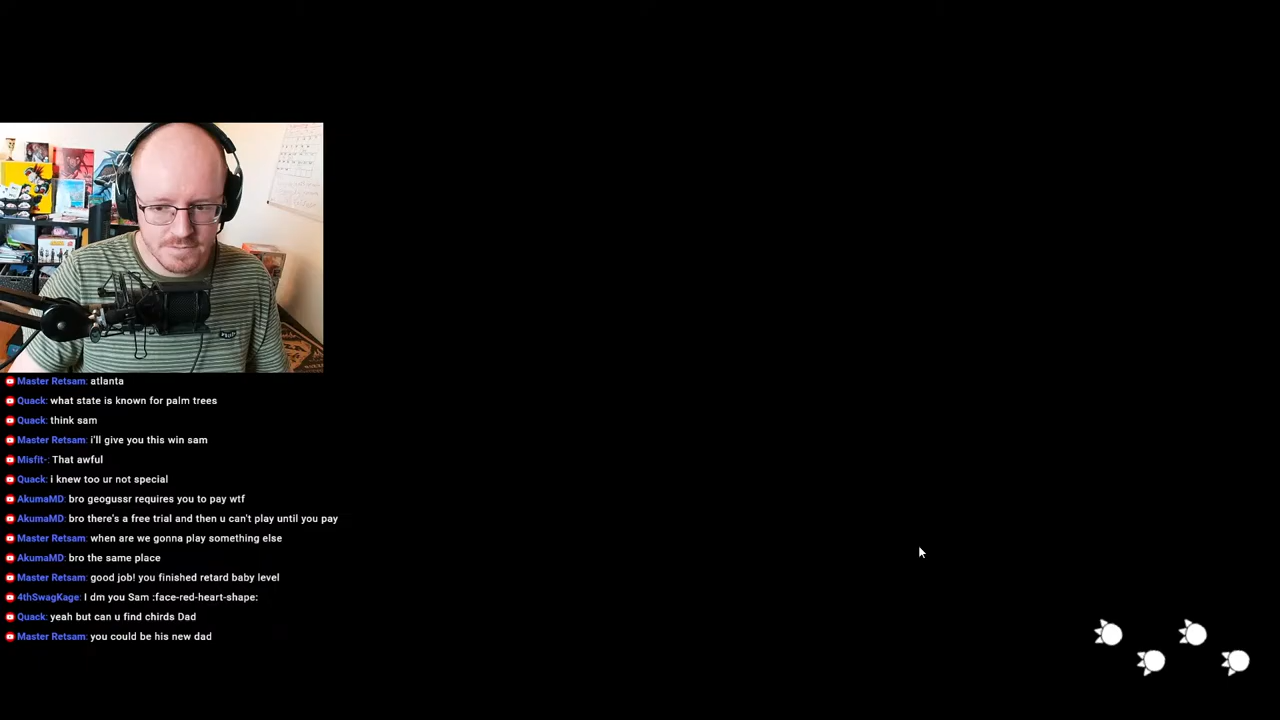 Master Retsam: atlanta
Quack: what state is known for palm trees
Quack: think sam
Master Retsam: i'll give you this win sam
Misfit-: That awful
Quack: i knew too ur not special
AkumaMD: bro geogussr requires you to pay wtf
AkumaMD: bro there's a free trial and then u can't play until you pay
Master Retsam: when are we gonna play something else
AkumaMD: bro the same place
Master Retsam: good job! you finished retard baby level
4thSwagKage: I dm you Sam :face-red-heart-shape:
Quack: yeah but can u find chirds Dad
Master Retsam: you could be his new dad